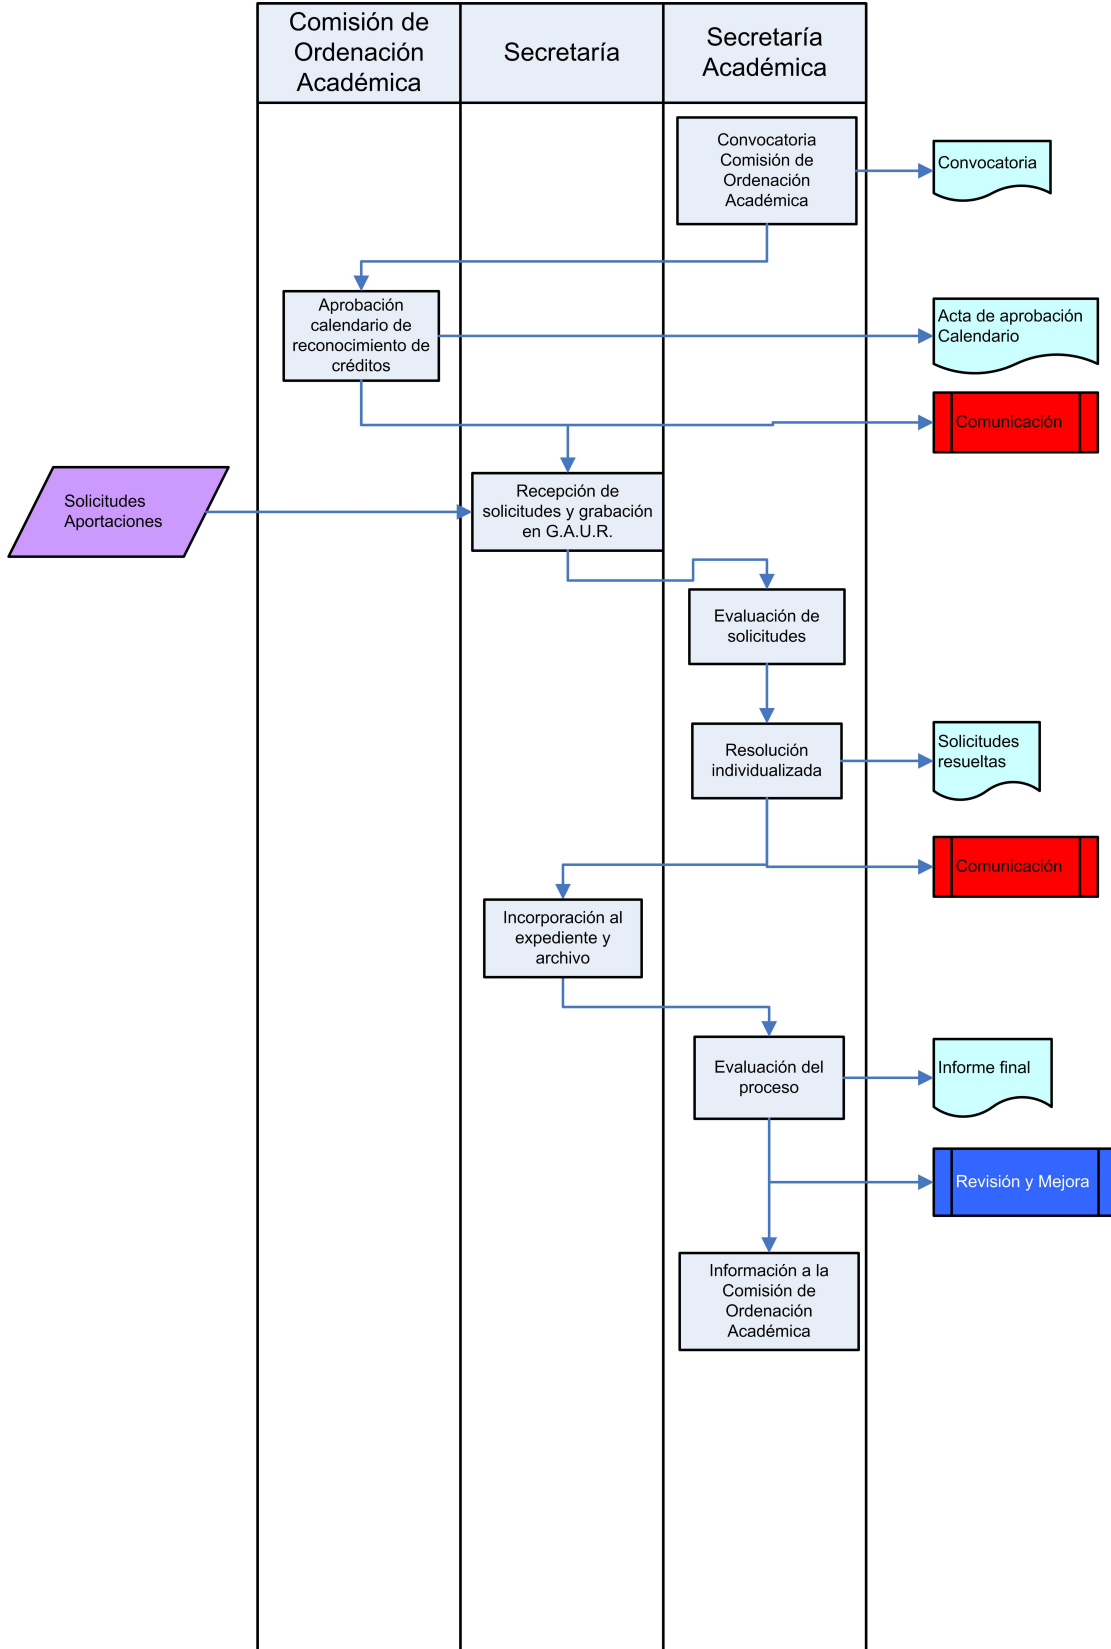 Comisión de
Ordenación
Académica
Secretaría
Secretaría
Académica
Convocatoria
Comisión de
Ordenación
Académica
Convocatoria
Aprobación
calendario de
reconocimiento de
créditos
Acta de aprobación
Calendario
Comunicación
Solicitudes
Aportaciones
Recepción de
solicitudes y grabación
en G.A.U.R.
Evaluación de
solicitudes
Resolución
individualizada
Solicitudes
resueltas
Comunicación
Incorporación al
expediente y
archivo
Evaluación del
proceso
Informe final
Revisión y Mejora
Información a la
Comisión de
Ordenación
Académica